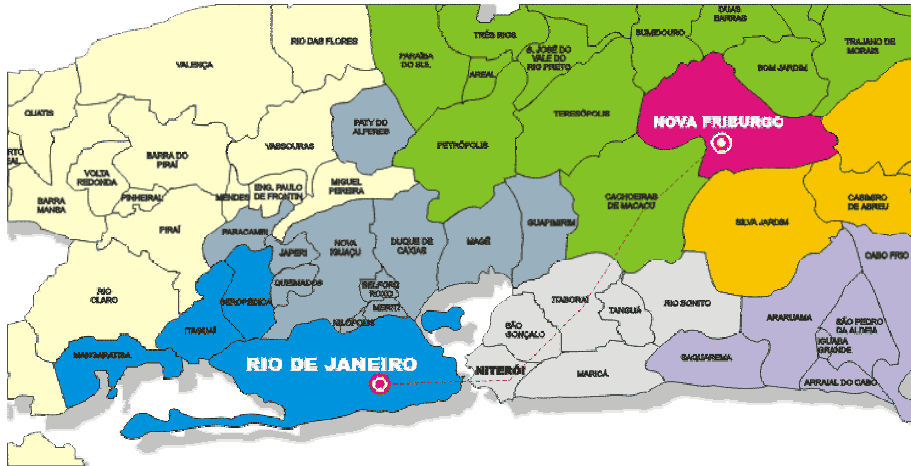 DUAS
BARRAS
TRÊS RIOS
SUMIDOURO
RIO DAS FLORES
TRAJANO DE
MORAIS
PARAÍBA
DO SUL
S. JOSÉ DO
VALE DO
RIO PRETO
VALENÇA
BOM JARDIM
AREAL
QUATIS
TERESÓPOLIS
PATY DO
ALFERES
NOVA FRIBURGO
VASSOURAS
PETRÓPOLIS
BARRA DO
PIRAÍ
VOLTA
REDONDA
MIGUEL
PEREIRA
ENG. PAULO
DE FRONTIN
MENDES
PINHEIRAL
CACHOEIRAS
DE MACACU
CASIMIRO
DE ABREU
BARRA
MANSA
SILVA JARDIM
GUAPIMIRIM
PIRAÍ
PARACAMBI
JAPERI
NOVA
IGUAÇU
DUQUE DE
CAXIAS
MAGÉ
CABO FRIO
QUEIMADOS
BELFORD
ROXO
RIO
CLARO
SEROPÉDICA
MERITI
ITABORAÍ
TANGUÁ
RIO BONITO
ARARUAMA
NILÓPOLIS
SÃO
GONÇALO
SÃO PEDRO
DA ALDEIA
ITAGUAÍ
IGUABA
GRANDE
MANGARATIBA
SAQUAREMA
RIO DE JANEIRO
NITERÓI
MARICÁ
ARRAIAL DO CABO